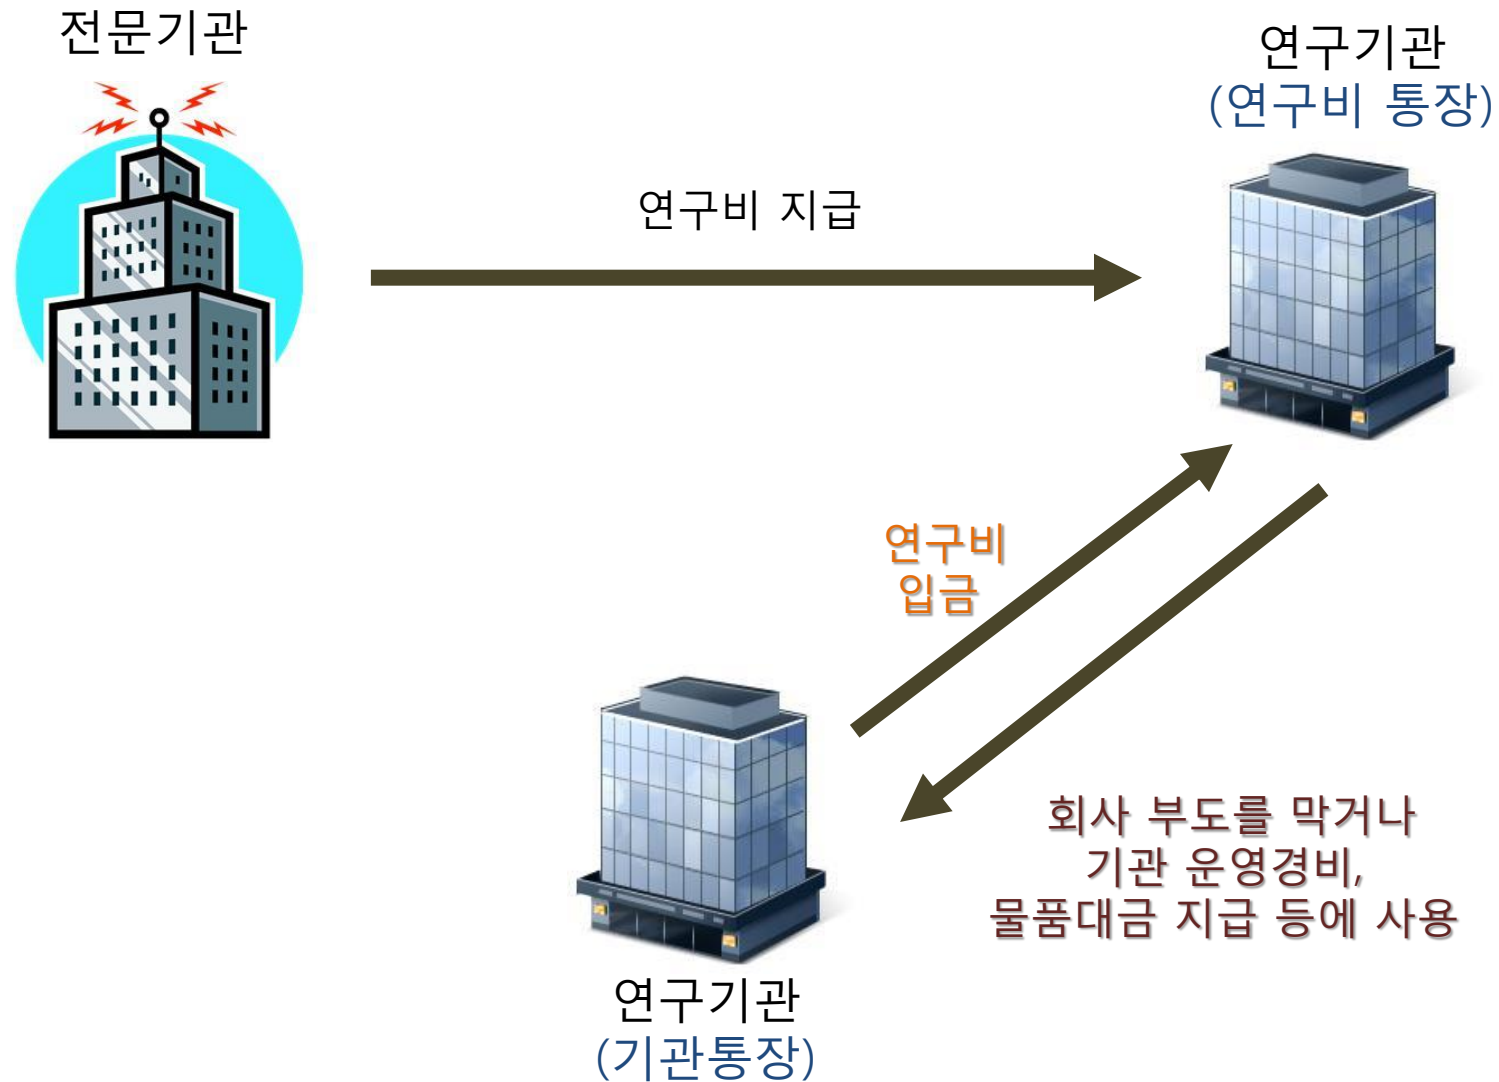 전문기관
연구기관
(연구비 통장)
연구비 지급
연구비
입금
회사 부도를 막거나
기관 운영경비,
물품대금 지급 등에 사용
연구기관
(기관통장)